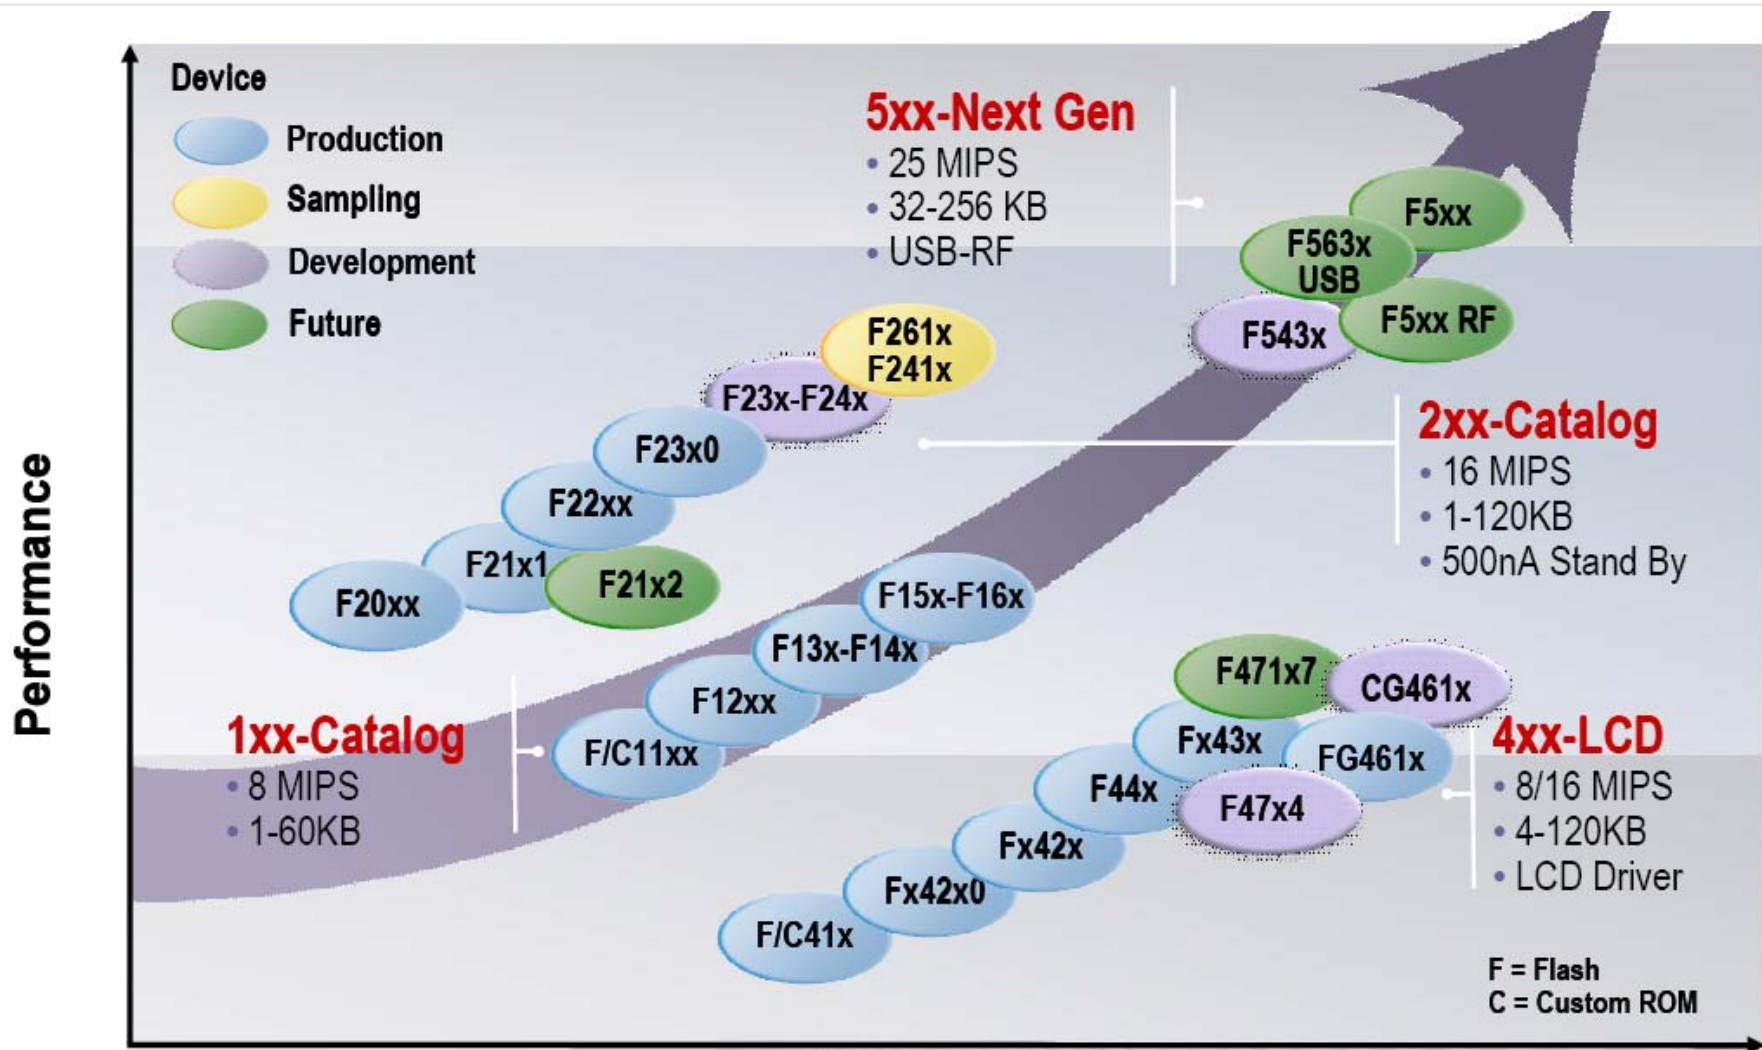 Device
Production
Sampling
Development
Future
Performance
5xx-Next Gen
• 25 MIPS
• 32-256 KB
• USB-RF
F5xx
F563x
USB
F5xx RF
F543x
F261x
F241x
F23x-F24x
F23x0
F22xx
F21x1
F21x2
F20xx
2xx-Catalog
• 16 MIPS
• 1-120KB
• 500nA Stand By
F15x-F16x
F13x-F14x
F12xx
F/C11xx
1xx-Catalog
• 8 MIPS
• 1-60KB
F471x7
CG461x
Fx43x
FG461x
F44x
F47x4
Fx42x
Fx42x0
F/C41x
4xx-LCD
• 8/16 MIPS
• 4-120KB
• LCD Driver
F = Flash
C = Custom ROM